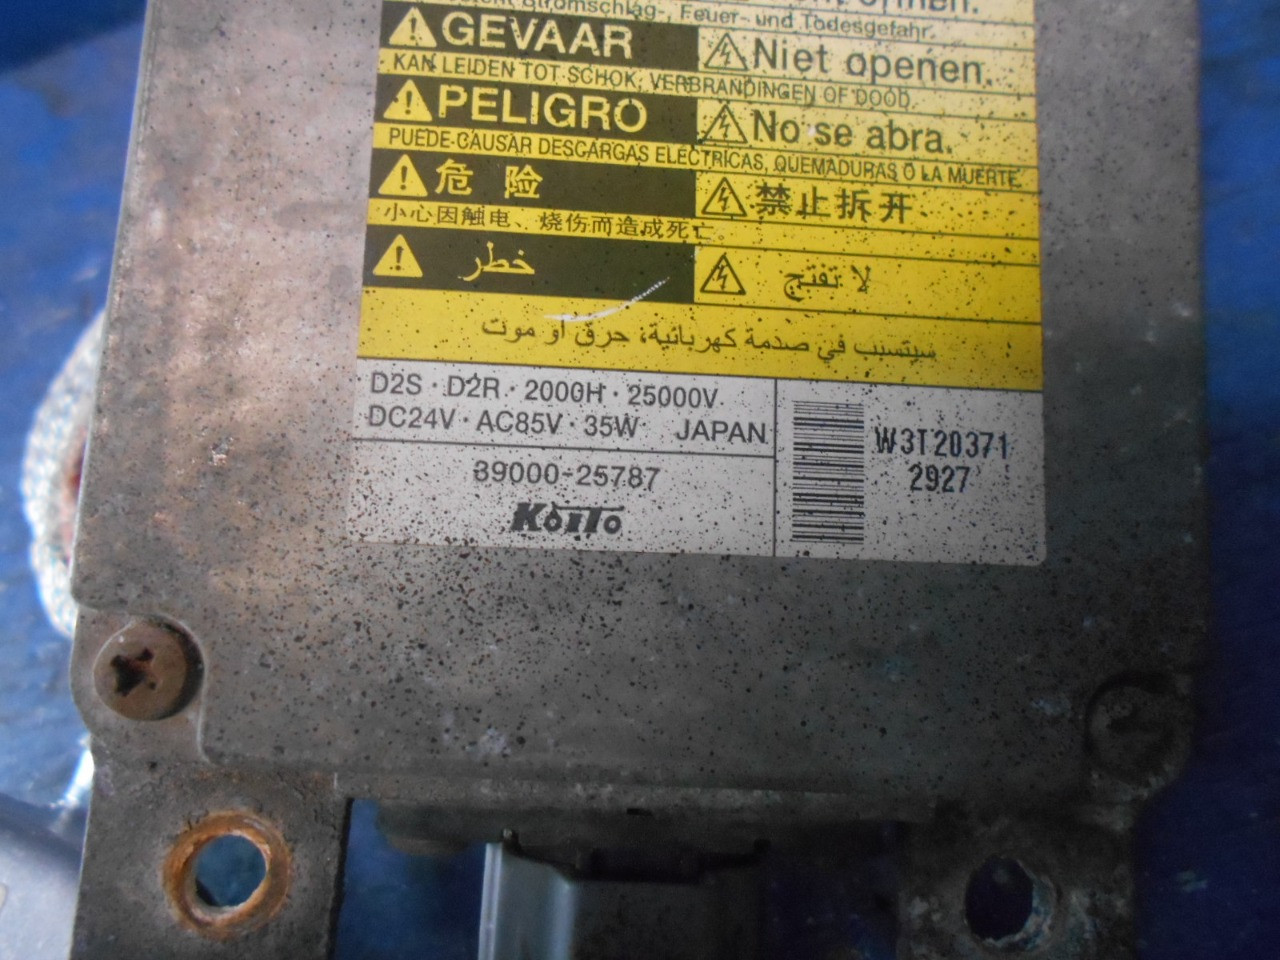 Stromschlag-, Feuer- und Todesgefahr.
GEVAAR Niet openen.
KAN LEIDEN TOT SCHOK, VERBRANDINGEN OF DOOD.
PELIGRO No se abra.
PUEDE CAUSAR DESCARGAS ELECTRICAS, QUEMADURAS O LA MUERTE.
危 险 禁止拆开
小心因触电、烧伤而造成死亡。
خطر لا تفتح
سيتسبب في صدمة كهربائية، حرق أو موت
D2S · D2R · 2000H · 25000V
DC24V · AC85V · 35W JAPAN
39000-25787
Koito
W3T20371
2927